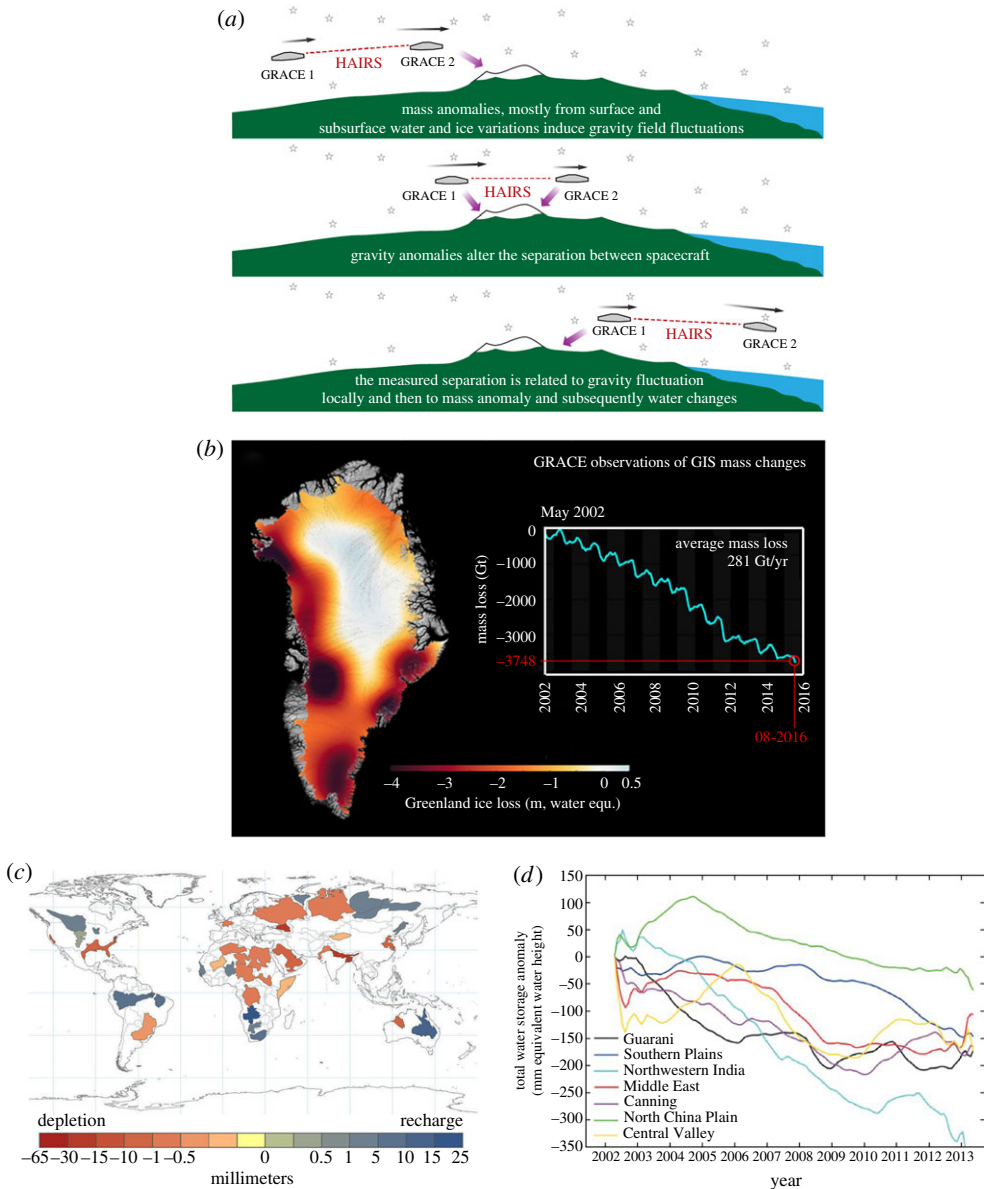 (a)
HAIRS
GRACE 1
GRACE 2
mass anomalies, mostly from surface and
subsurface water and ice variations induce gravity field fluctuations
HAIRS
GRACE 1
GRACE 2
gravity anomalies alter the separation between spacecraft
GRACE 1
HAIRS
GRACE 2
the measured separation is related to gravity fluctuation
locally and then to mass anomaly and subsequently water changes
(b)
GRACE observations of GIS mass changes
May 2002
average mass loss
281 Gt/yr
mass loss (Gt)
0
−1000
−2000
−3000
−3748
2002 2004 2006 2008 2010 2012 2014 2016
08-2016
−4 −3 −2 −1 0 0.5
Greenland ice loss (m, water equ.)
(c)
depletion recharge
−65 −30 −15 −10 −1 −0.5 0 0.5 1 5 10 15 25
millimeters
(d)
total water storage anomaly
(mm equivalent water height)
150
100
50
0
−50
−100
−150
−200
−250
−300
−350
Guarani
Southern Plains
Northwestern India
Middle East
Canning
North China Plain
Central Valley
2002 2003 2004 2005 2006 2007 2008 2009 2010 2011 2012 2013
year